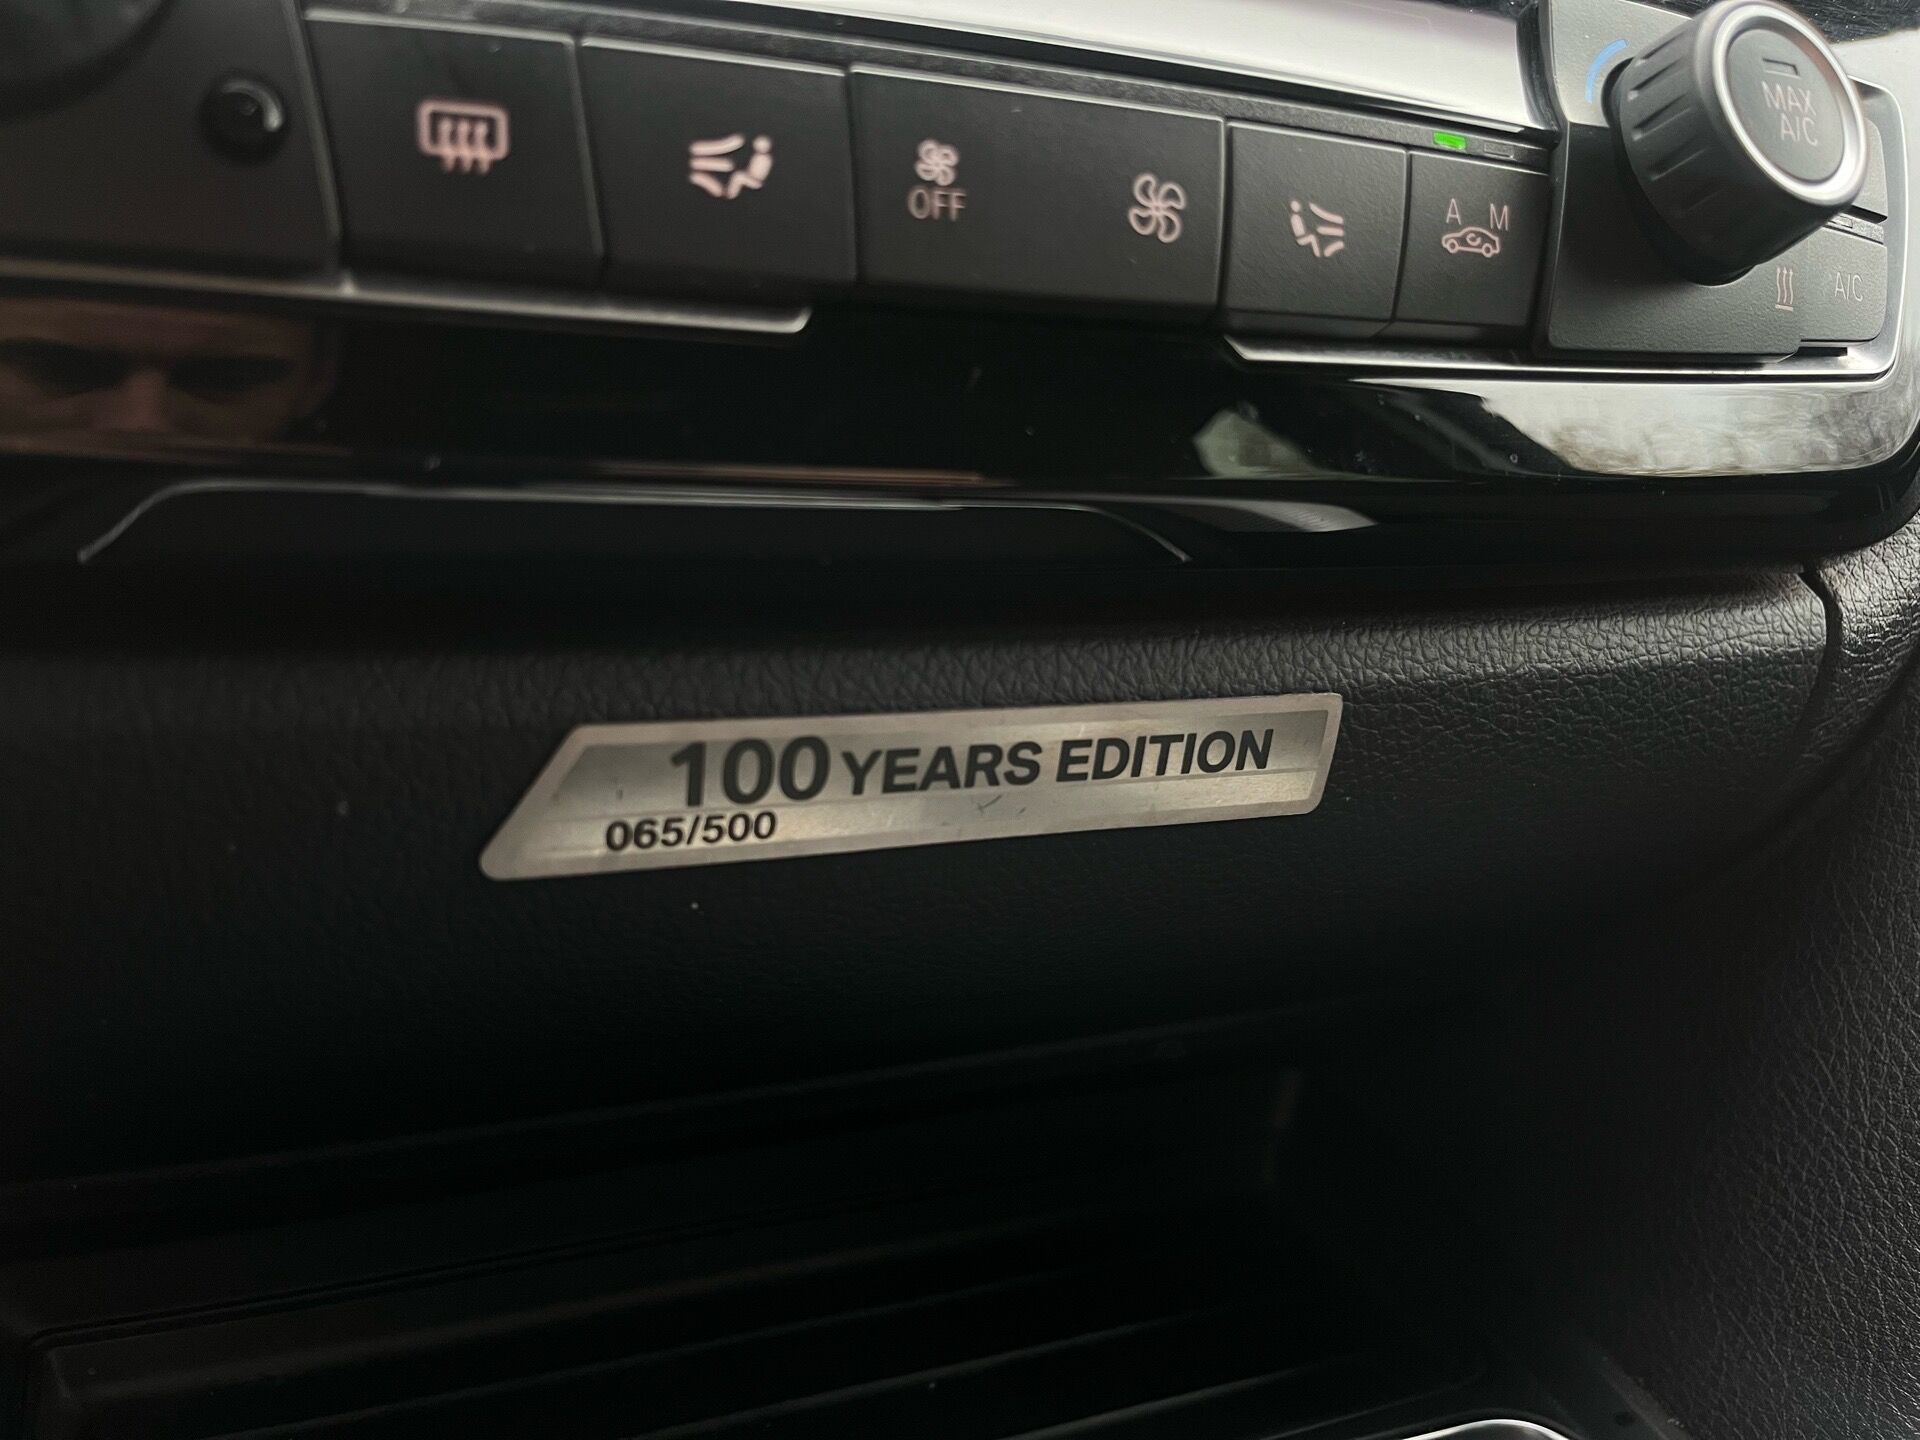 OFF
A M
MAX
A/C
A/C
100 YEARS EDITION
065/500